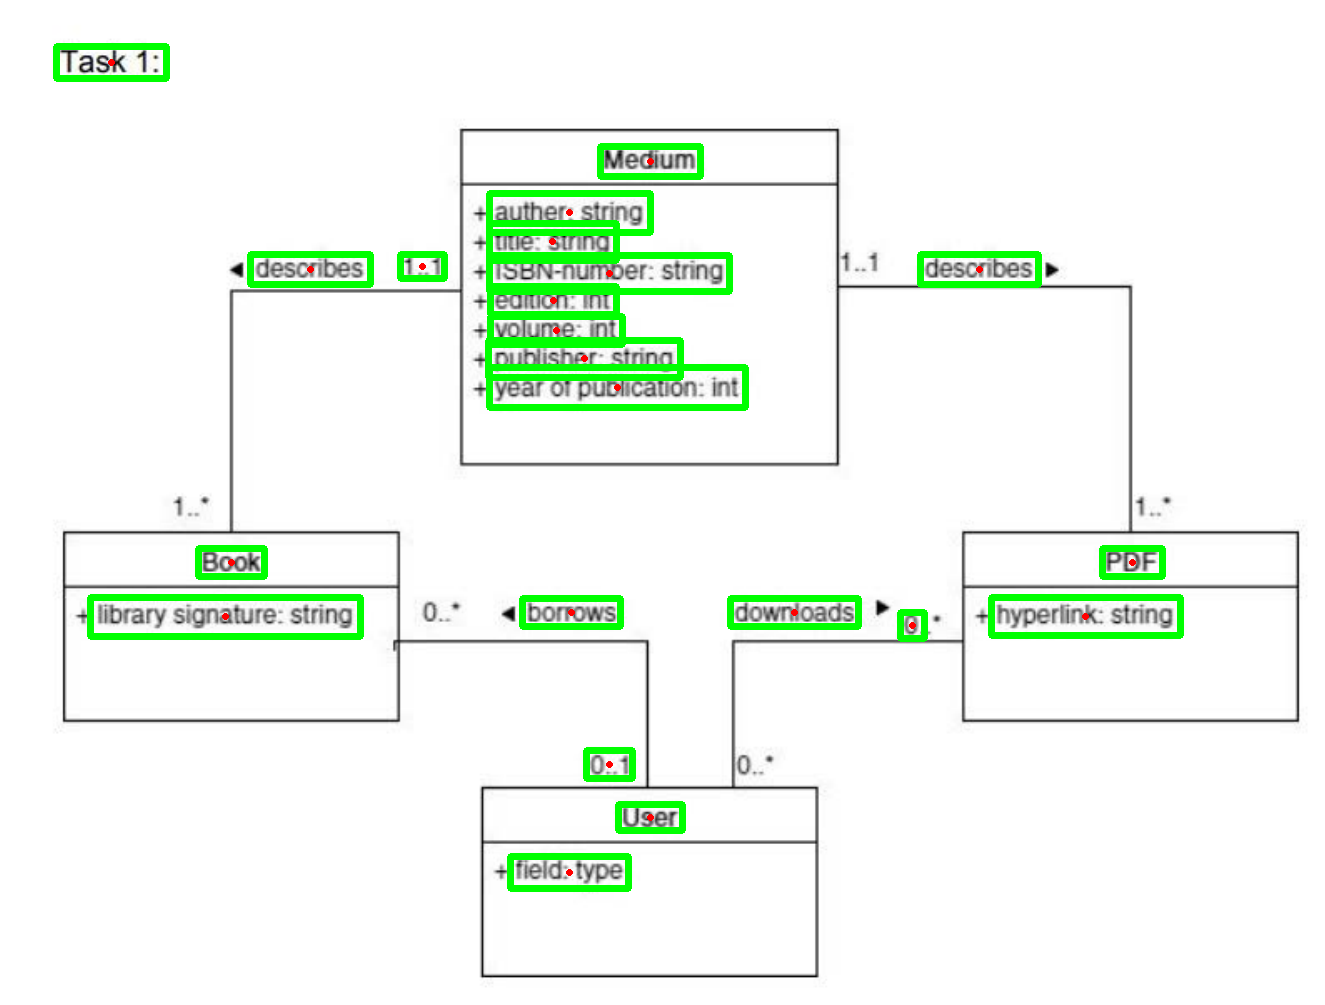 Task 1:
Medium
+ auther: string
+ title: string
+ ISBN-number: string
+ edition: int
+ volume: int
+ publisher: string
+ year of publication: int
describes 1..1
1..1 describes
1..*
1..*
Book
+ library signature: string
PDF
+ hyperlink: string
0..* borrows
downloads 0..*
0..1
0..*
User
+ field: type